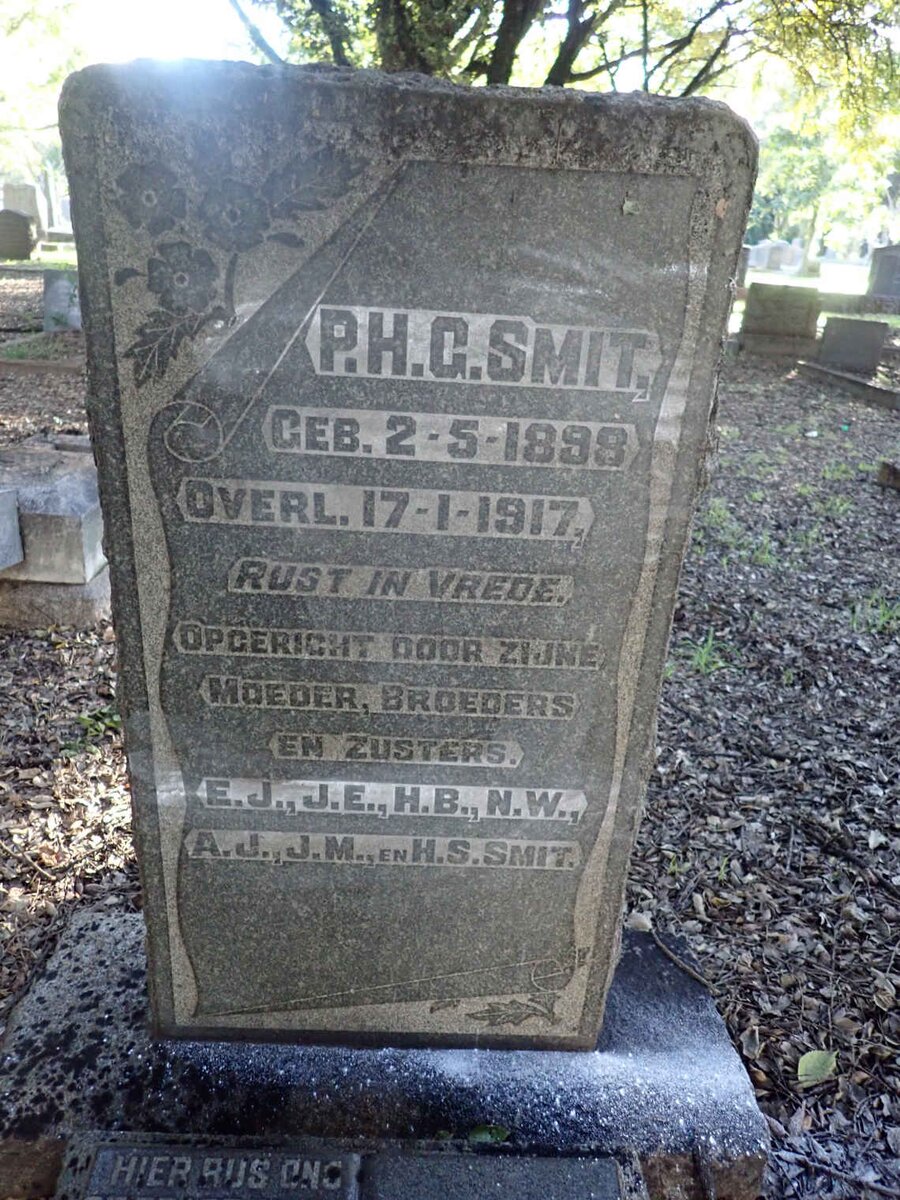 P.H.G. SMIT,
GEB. 2-5-1898
OVERL. 17-1-1917,
RUST IN VREDE.
OPGERICHT DOOR ZIJNE
MOEDER, BROEDERS
EN ZUSTERS.
E.J., J.E., H.B., N.W.,
A.J., J.M., EN H.S. SMIT.
HIER RUS ONS